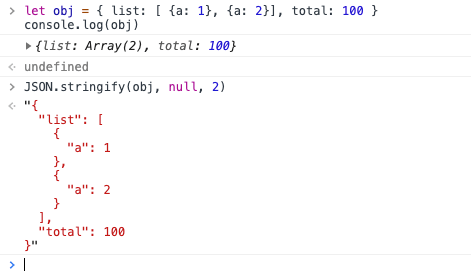 > let obj = { list: [ {a: 1}, {a: 2}], total: 100 }
console.log(obj)
▶ {list: Array(2), total: 100}
undefined
> JSON.stringify(obj, null, 2)
"{
  "list": [
    {
      "a": 1
    },
    {
      "a": 2
    }
  ],
  "total": 100
}"
>